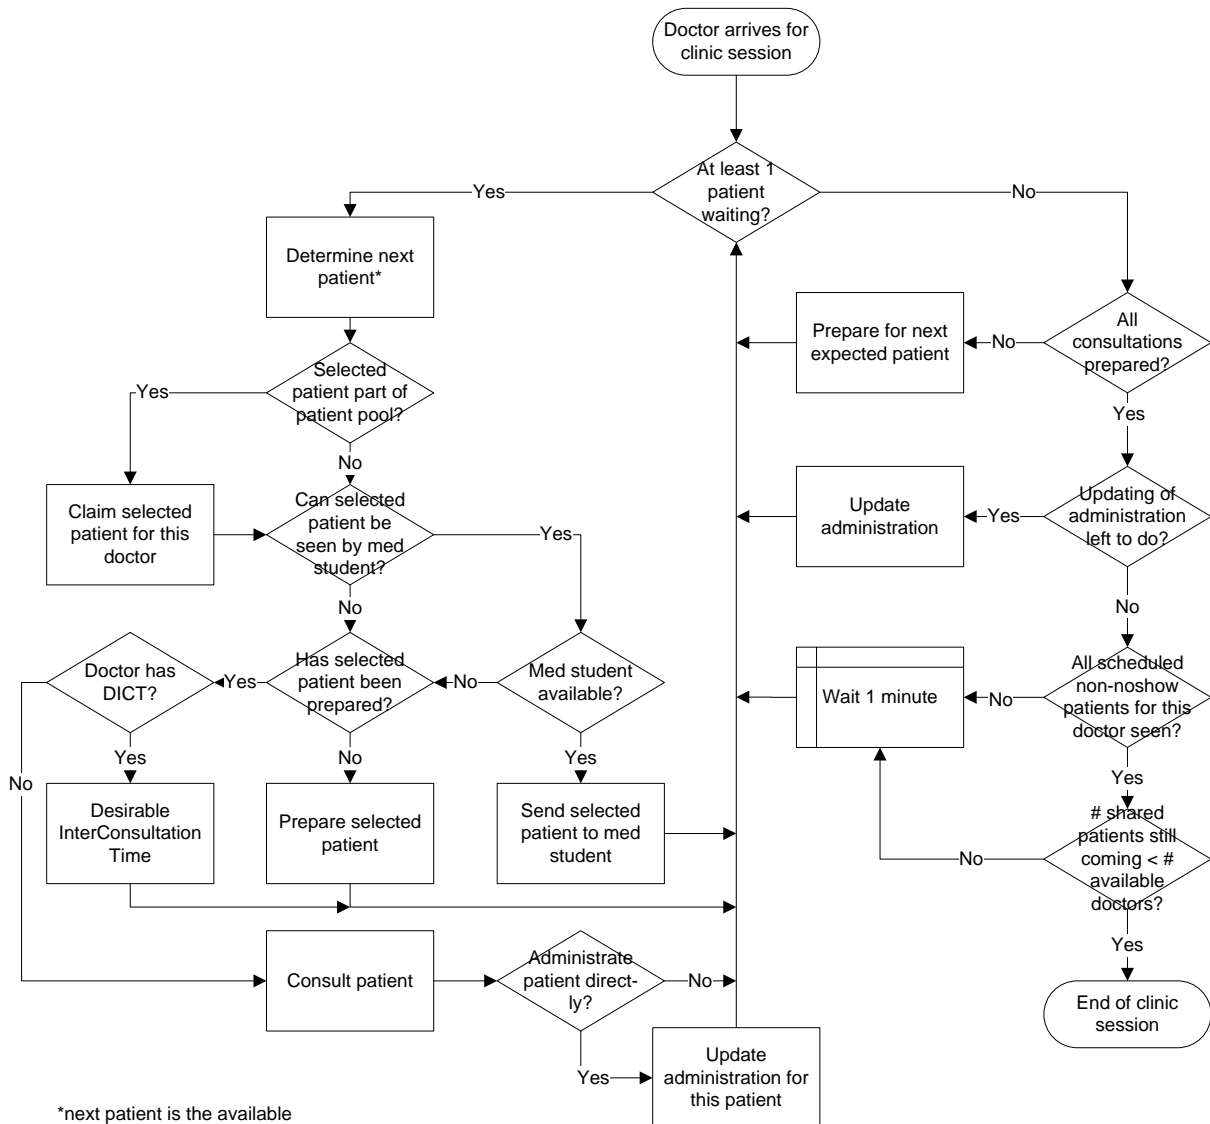 Doctor arrives for
clinic session
At least 1
patient
waiting?
Yes
No
Determine next
patient*
Prepare for next
expected patient
No
All
consultations
prepared?
Selected
patient part of
patient pool?
Yes
No
Yes
Claim selected
patient for this
doctor
Can selected
patient be
seen by med
student?
Yes
No
Update
administration
Yes
Updating of
administration
left to do?
No
Doctor has
DICT?
Yes
Has selected
patient been
prepared?
No
Med student
available?
Wait 1 minute
No
All scheduled
non-noshow
patients for this
doctor seen?
No
Yes
No
Yes
Yes
Desirable
InterConsultation
Time
Prepare selected
patient
Send selected
patient to med
student
No
# shared
patients still
coming < #
available
doctors?
Yes
Consult patient
Administrate
patient direct-
ly?
No
Yes
Update
administration for
this patient
End of clinic
session
*next patient is the available